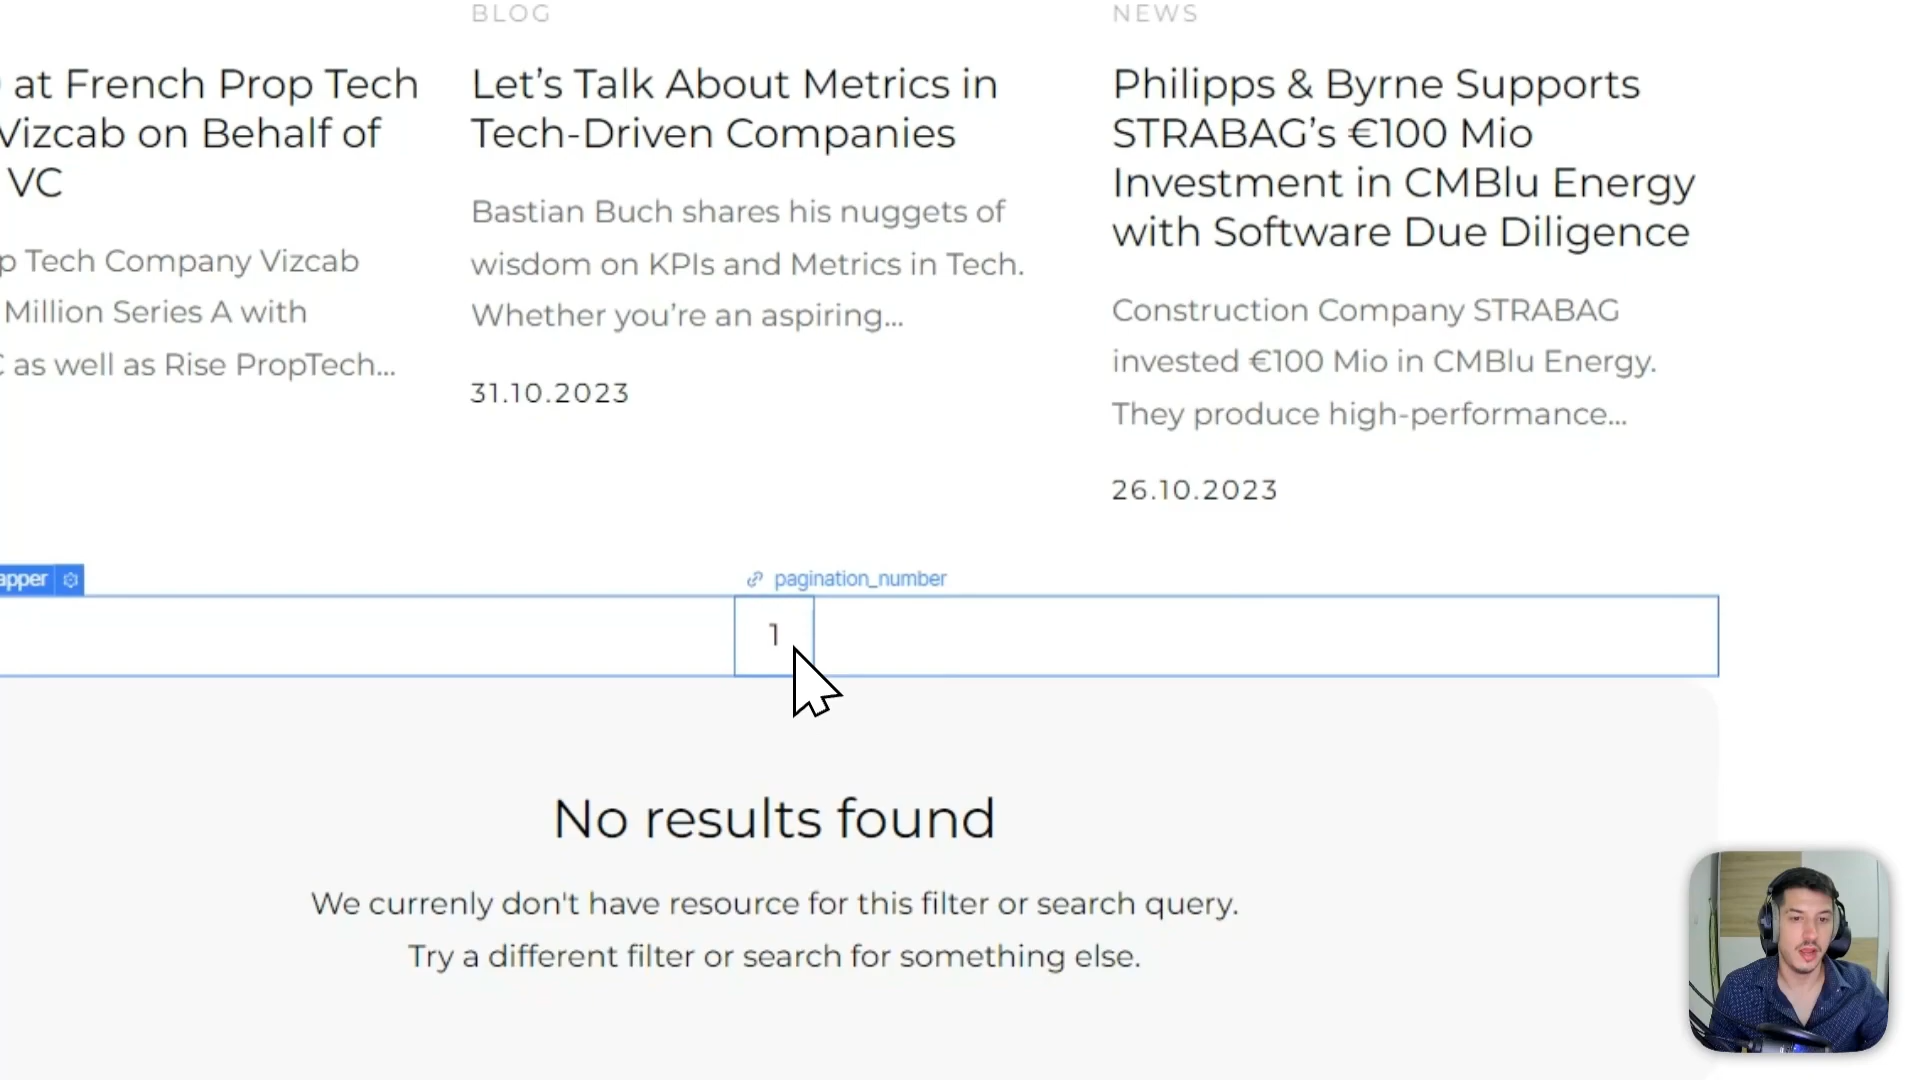 at French Prop Tech
Vizcab on Behalf of
VC
Tech Company Vizcab
Million Series A with
as well as Rise PropTech...
BLOG
Let’s Talk About Metrics in
Tech-Driven Companies
Bastian Buch shares his nuggets of
wisdom on KPIs and Metrics in Tech.
Whether you’re an aspiring...
31.10.2023
NEWS
Philipps & Byrne Supports
STRABAG’s €100 Mio
Investment in CMBlu Energy
with Software Due Diligence
Construction Company STRABAG
invested €100 Mio in CMBlu Energy.
They produce high-performance...
26.10.2023
apper
pagination_number
1
No results found
We currenly don't have resource for this filter or search query.
Try a different filter or search for something else.